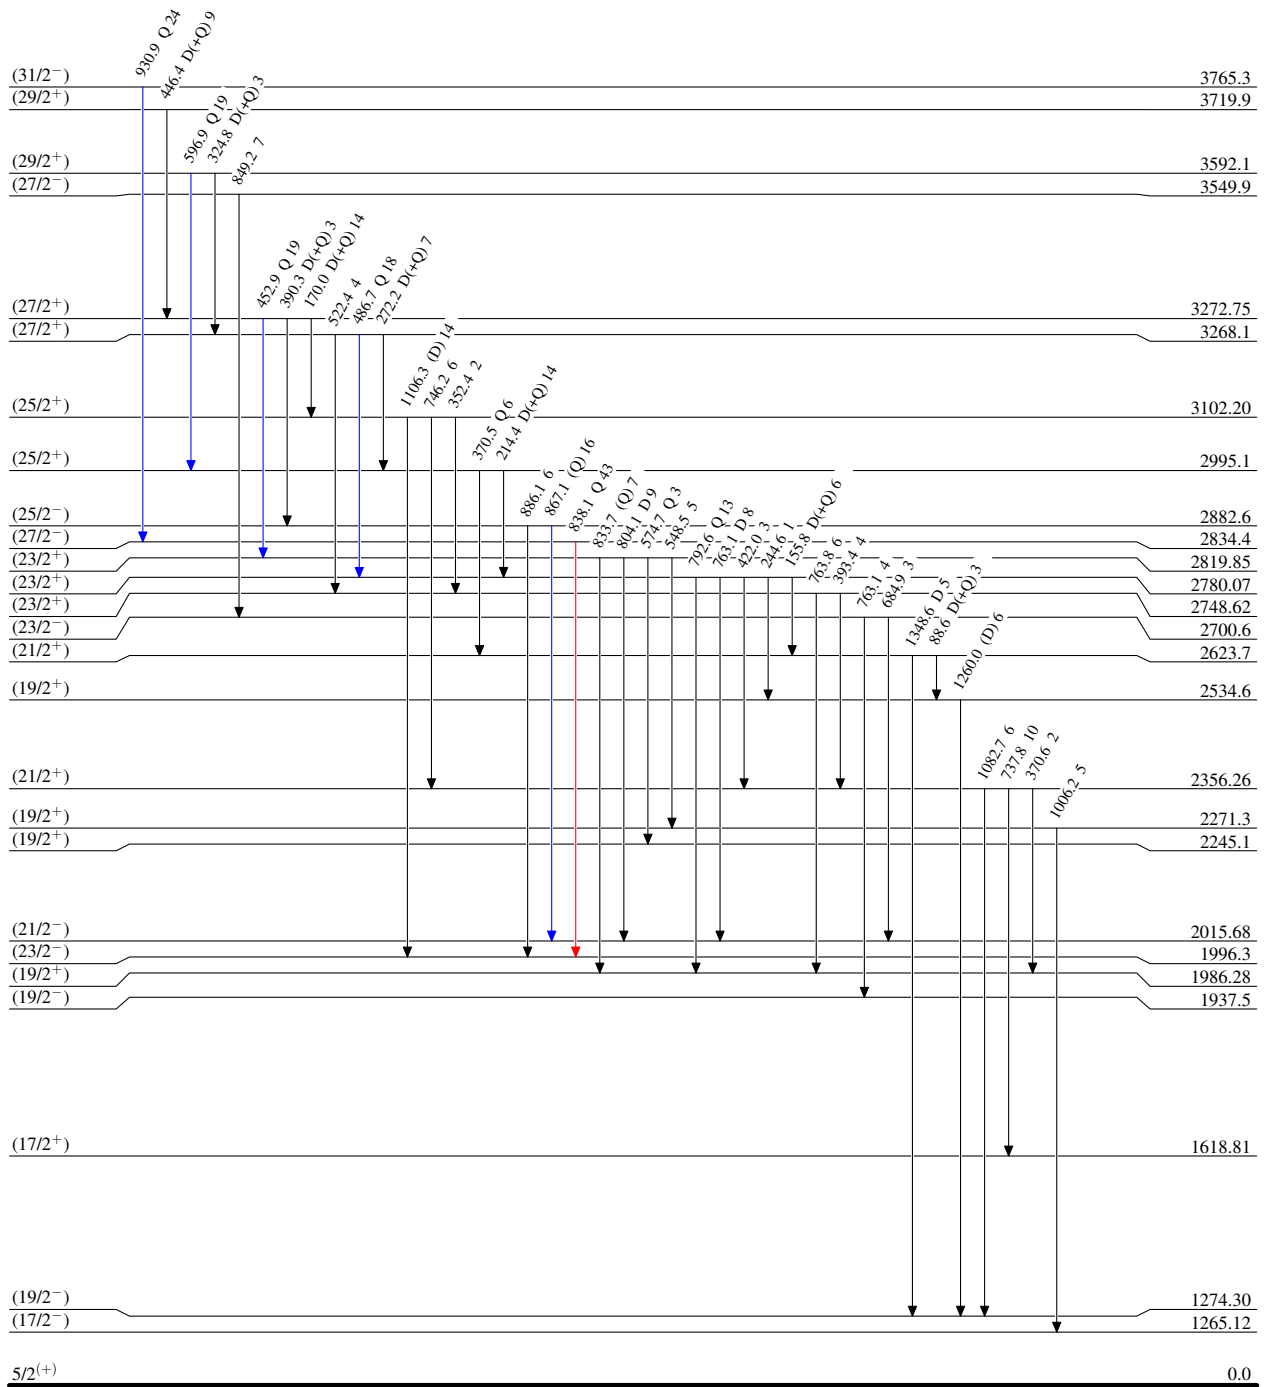 930.9 Q 24
446.4 D(+Q) 9
596.9 Q 19
324.8 D(+Q) 3
849.2 7
452.9 Q 19
390.3 D(+Q) 3
170.0 D(+Q) 14
522.4 4
486.7 Q 18
272.2 D(+Q) 7
1106.3 (D) 14
746.2 6
352.4 2
370.5 Q 6
214.4 D(+Q) 14
886.1 6
867.1 (Q) 16
838.1 Q 43
833.7 (Q) 7
804.1 D 9
574.7 Q 3
548.5 5
792.6 Q 13
763.1 D 8
422.0 3
244.6 1
155.8 D(+Q) 6
763.8 6
393.4 4
763.1 4
684.9 3
1348.6 D 5
88.6 D(+Q) 3
1260.0 (D) 6
1082.7 6
737.8 10
370.6 2
1006.2 5
(31/2⁻) 3765.3
(29/2⁺) 3719.9
(29/2⁺) 3592.1
(27/2⁻) 3549.9
(27/2⁺) 3272.75
(27/2⁺) 3268.1
(25/2⁺) 3102.20
(25/2⁺) 2995.1
(25/2⁻) 2882.6
(27/2⁻) 2834.4
(23/2⁺) 2819.85
(23/2⁺) 2780.07
(23/2⁺) 2748.62
(23/2⁻) 2700.6
(21/2⁺) 2623.7
(19/2⁺) 2534.6
(21/2⁺) 2356.26
(19/2⁺) 2271.3
(19/2⁺) 2245.1
(21/2⁻) 2015.68
(23/2⁻) 1996.3
(19/2⁺) 1986.28
(19/2⁻) 1937.5
(17/2⁺) 1618.81
(19/2⁻) 1274.30
(17/2⁻) 1265.12
5/2⁽⁺⁾ 0.0